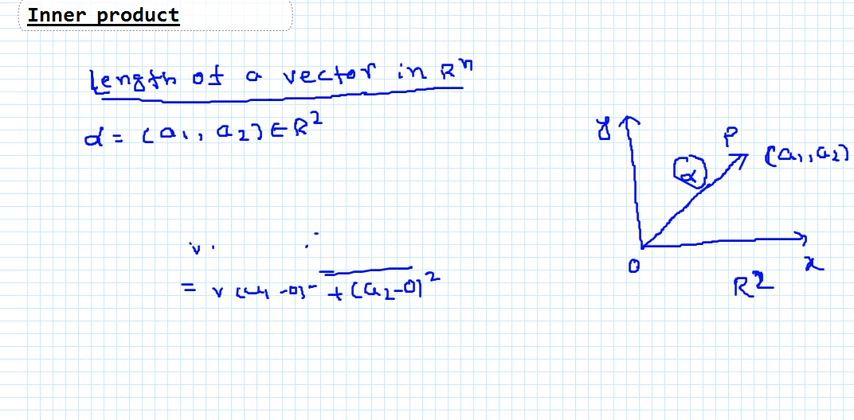 Inner product
Length of a vector in Rⁿ
α = (a₁, a₂) ∈ R²
y
P
(a₁, a₂)
α
O
x
R²
= √(a₁ -0)² + (a₂-0)²